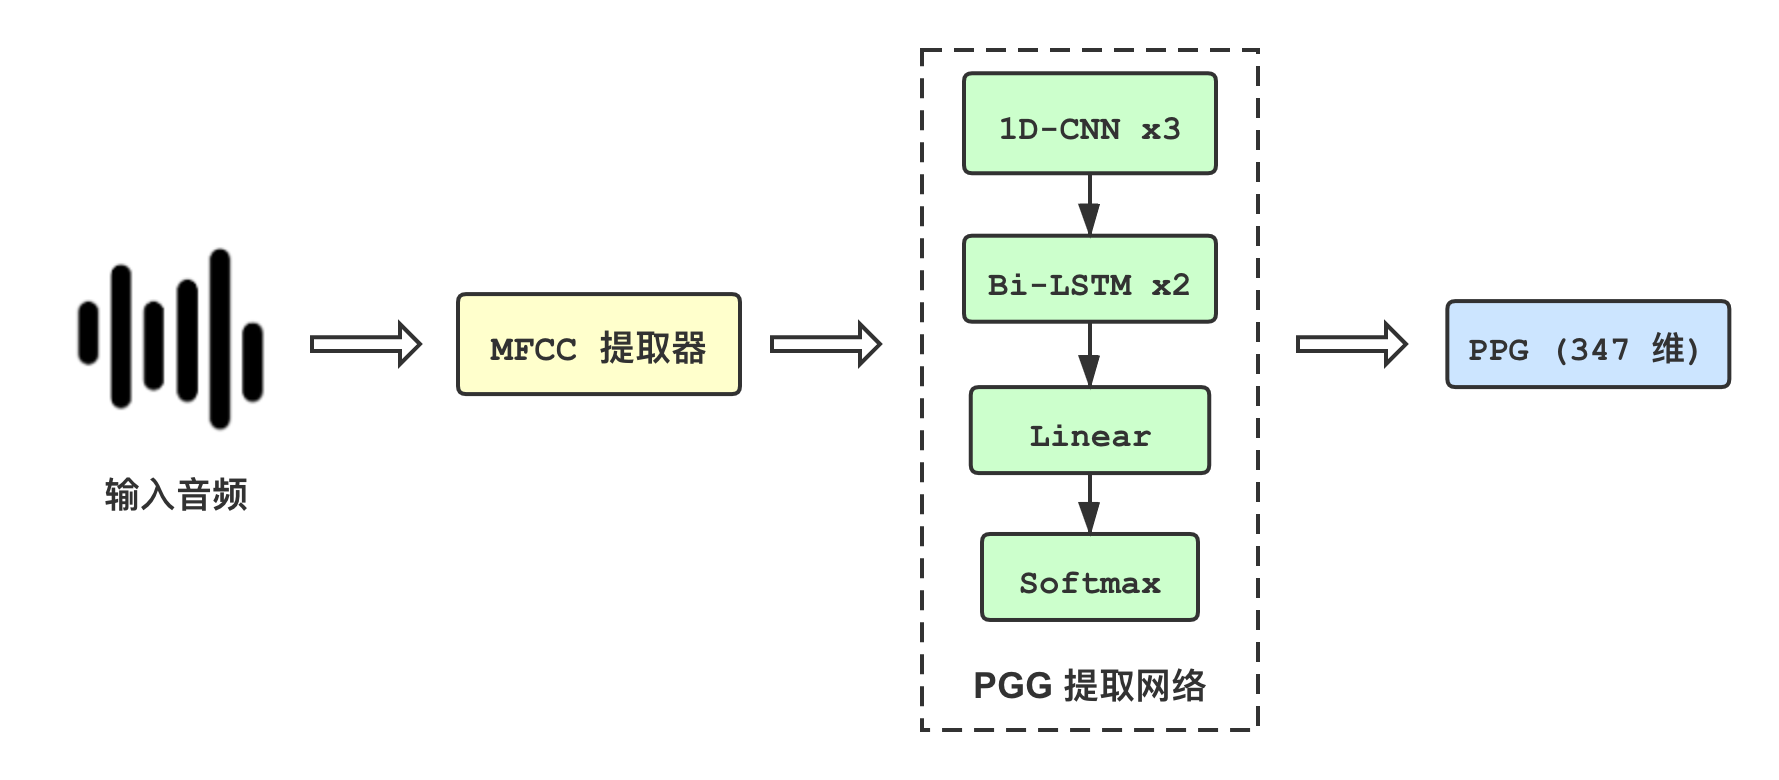 输入音频
MFCC 提取器
1D-CNN x3
Bi-LSTM x2
Linear
Softmax
PGG 提取网络
PPG (347 维)